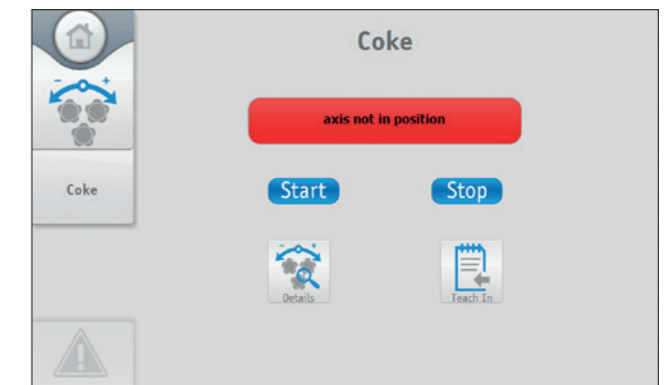 Coke
axis not in position
Coke
Start
Stop
Details
Teach In